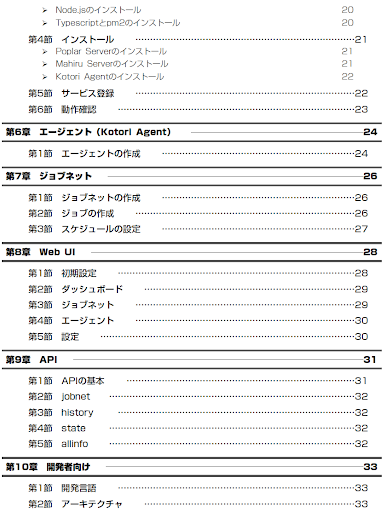 ➢ Node.jsのインストール 20
➢ Typescriptとpm2のインストール 20
第4節 インストール 21
➢ Poplar Serverのインストール 21
➢ Mahiru Serverのインストール 21
➢ Kotori Agentのインストール 22
第5節 サービス登録 22
第6節 動作確認 23
第6章 エージェント（Kotori Agent） 24
第1節 エージェントの作成 24
第7章 ジョブネット 26
第1節 ジョブネットの作成 26
第2節 ジョブの作成 26
第3節 スケジュールの設定 27
第8章 Web UI 28
第1節 初期設定 28
第2節 ダッシュボード 29
第3節 ジョブネット 29
第4節 エージェント 30
第5節 設定 30
第9章 API 31
第1節 APIの基本 31
第2節 jobnet 32
第3節 history 32
第4節 state 32
第5節 allinfo 32
第10章 開発者向け 33
第1節 開発言語 33
第2節 アーキテクチャ 33